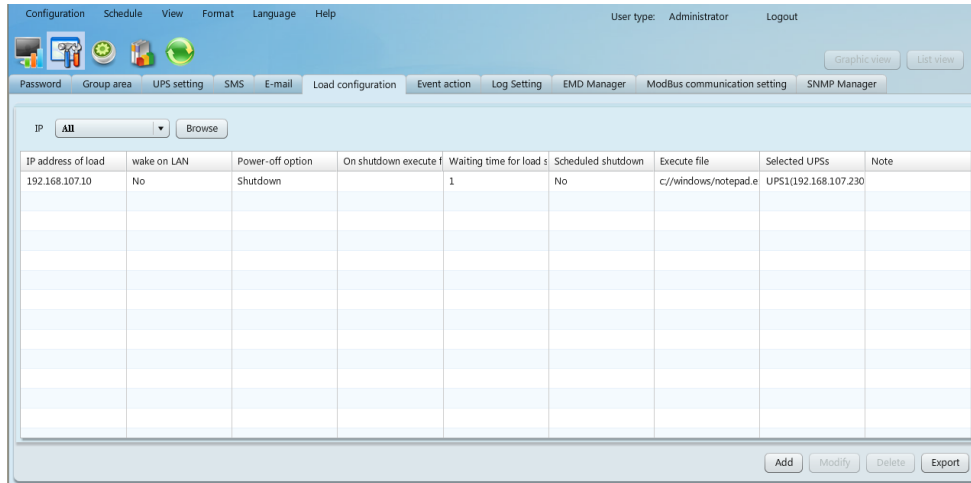 Configuration Schedule View Format Language Help User type: Administrator Logout
Graphic view List view
Password Group area UPS setting SMS E-mail Load configuration Event action Log Setting EMD Manager ModBus communication setting SNMP Manager
IP All Browse
IP address of load wake on LAN Power-off option On shutdown execute f Waiting time for load s Scheduled shutdown Execute file Selected UPSs Note
192.168.107.10 No Shutdown 1 No c://windows/notepad.e UPS1(192.168.107.230
Add Modify Delete Export